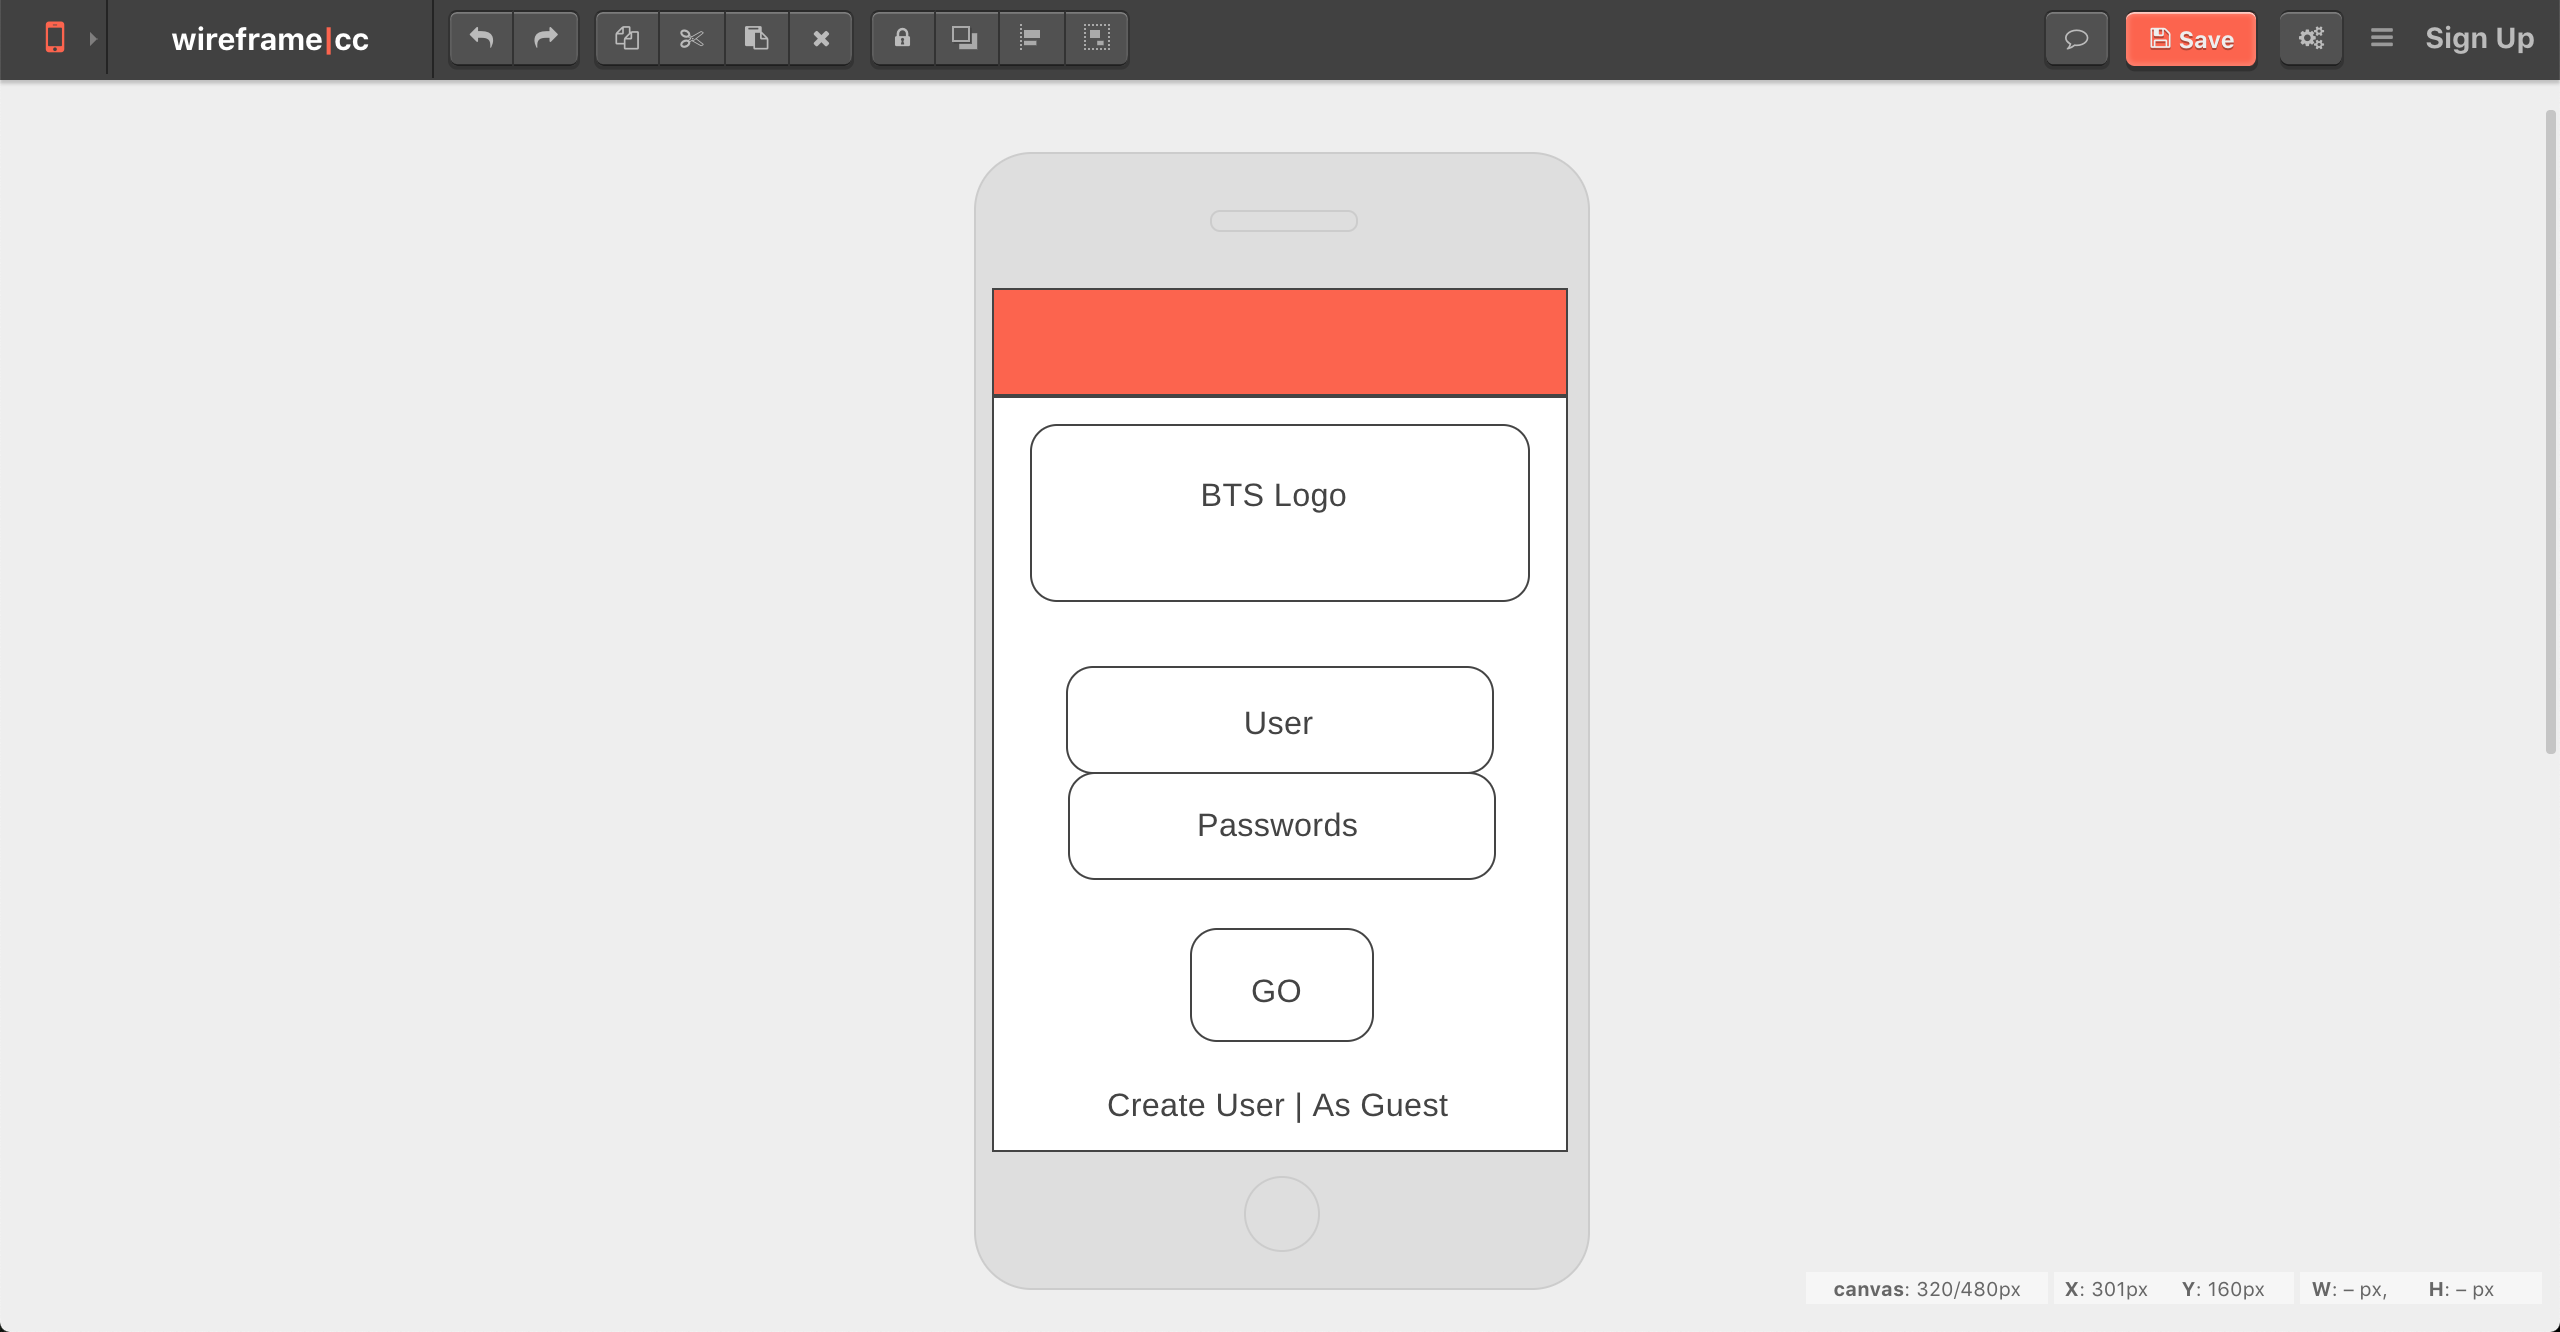 wireframe|cc
Save
Sign Up
BTS Logo
User
Passwords
GO
Create User | As Guest
canvas: 320/480px X: 301px Y: 160px W: – px, H: – px